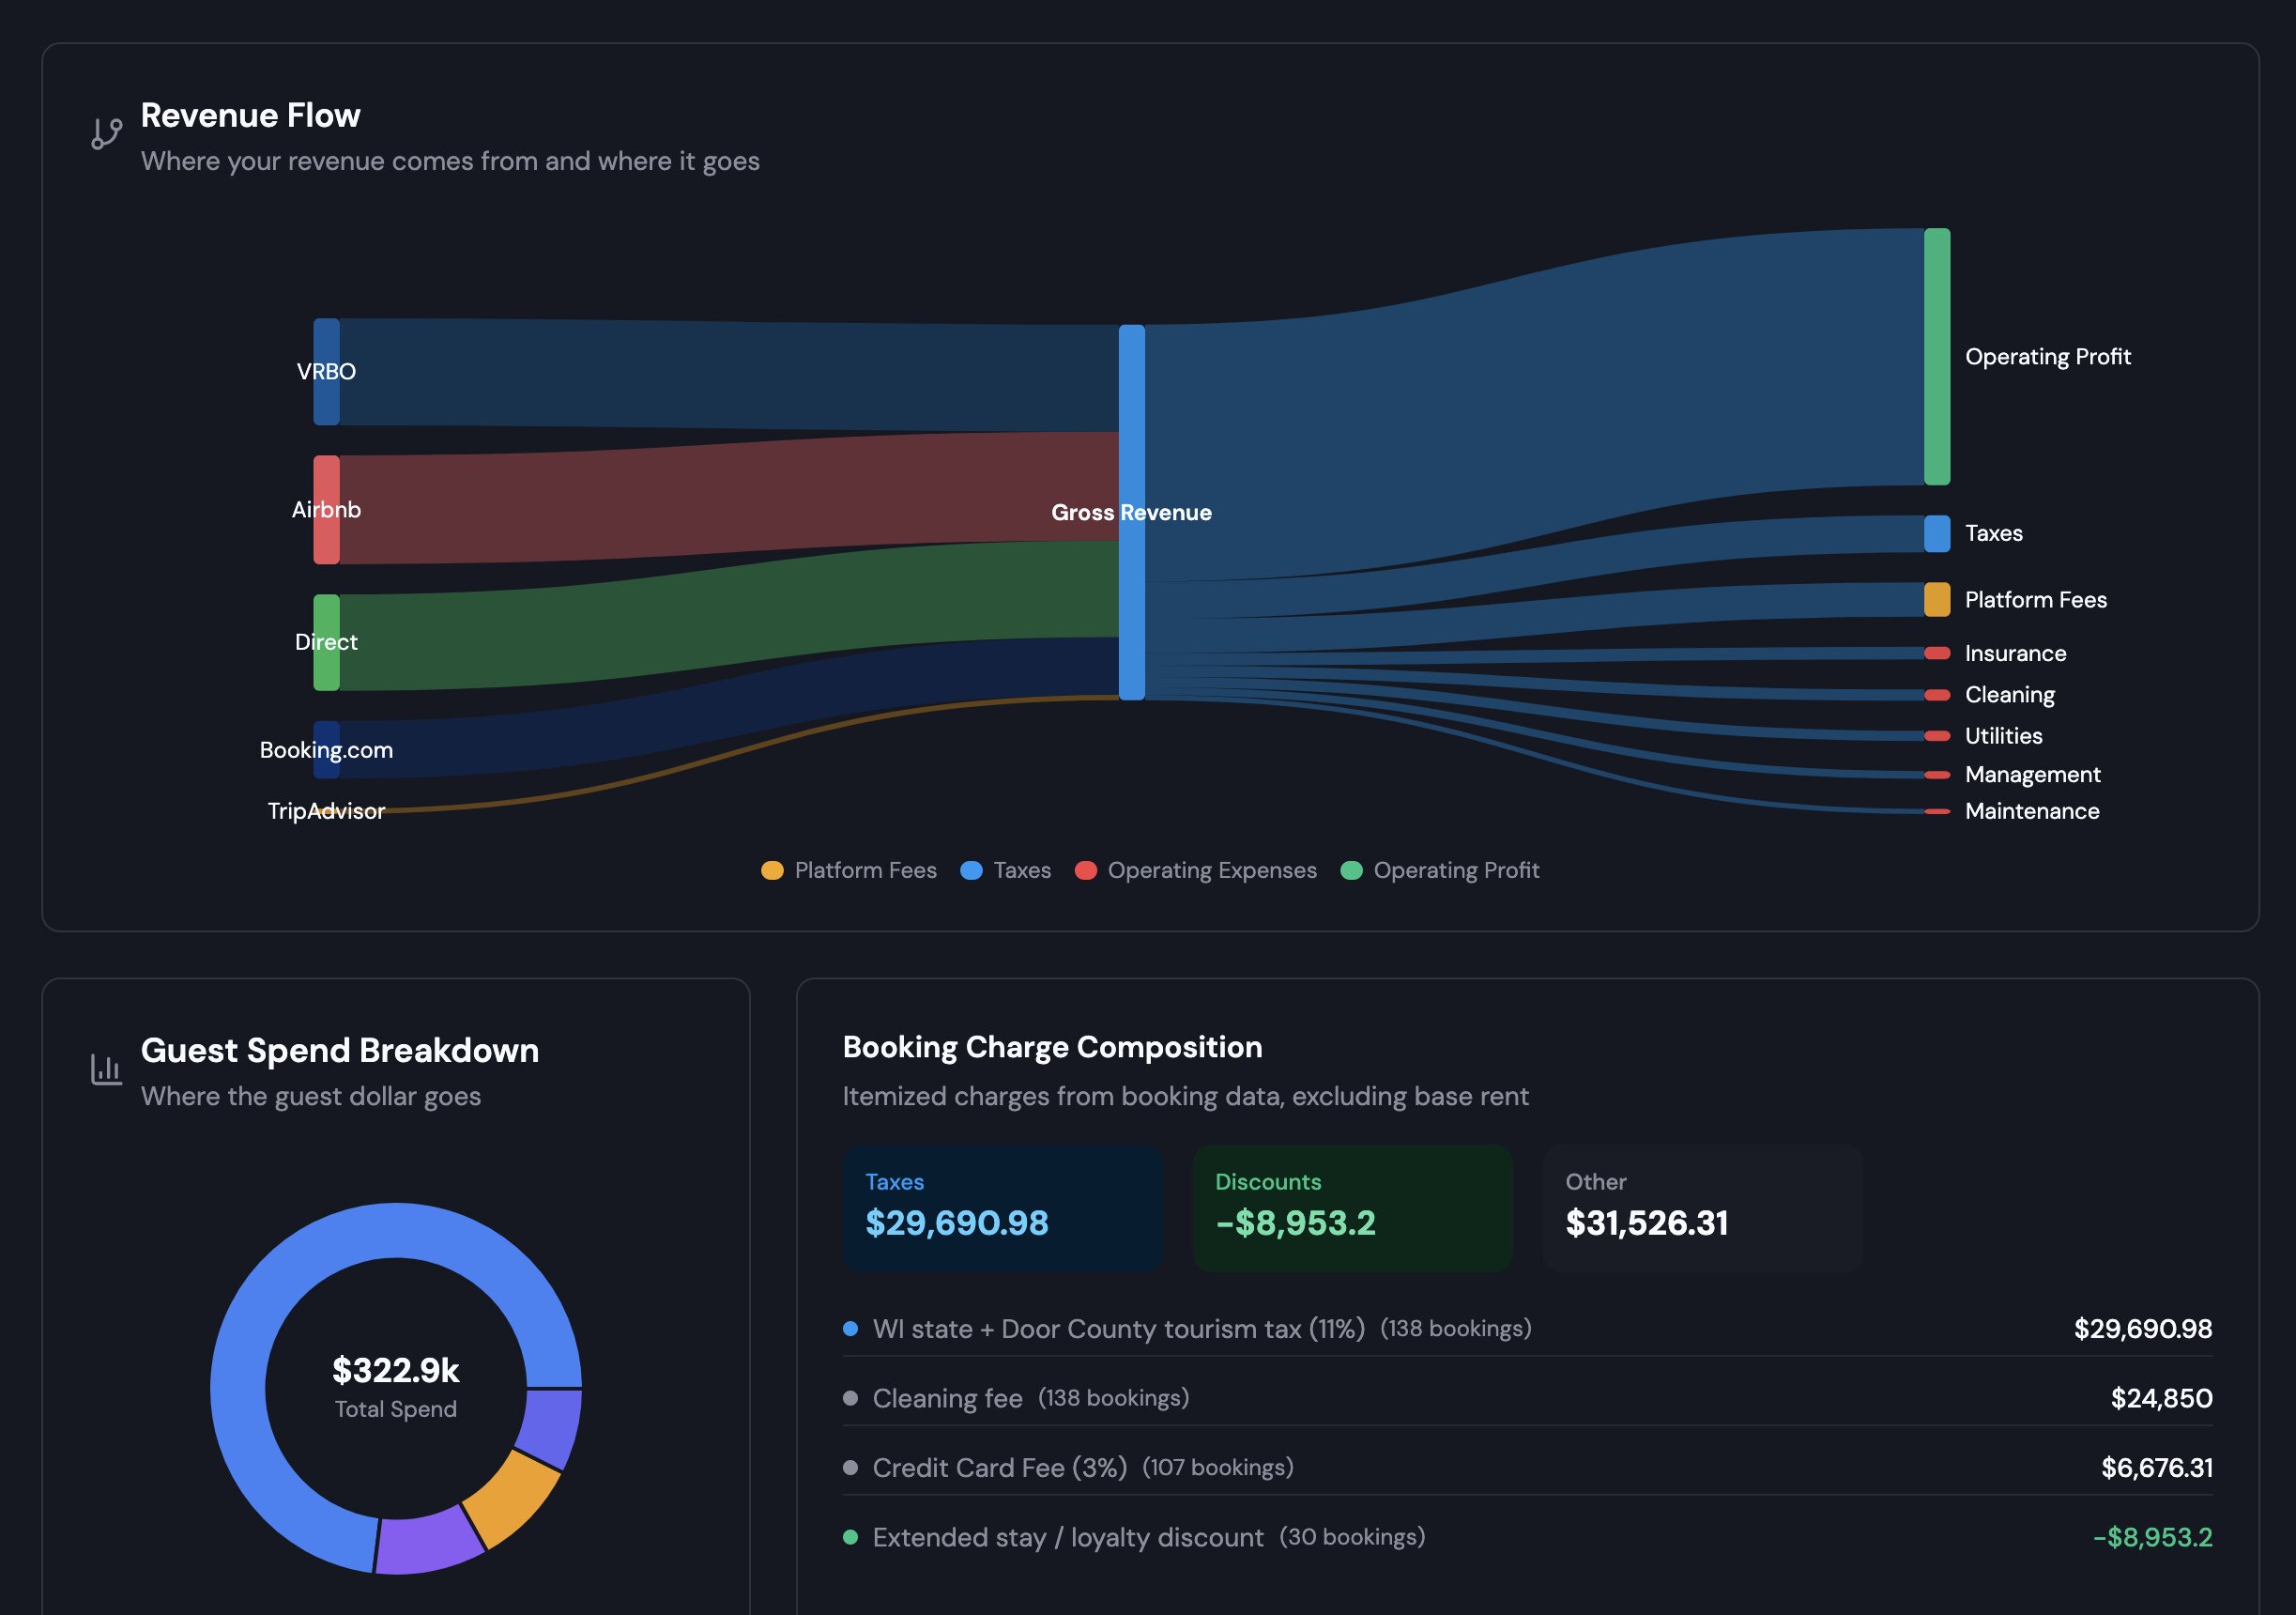 Revenue Flow
Where your revenue comes from and where it goes
VRBO
Airbnb
Direct
Booking.com
TripAdvisor
Gross Revenue
Operating Profit
Taxes
Platform Fees
Insurance
Cleaning
Utilities
Management
Maintenance
Platform Fees Taxes Operating Expenses Operating Profit
Guest Spend Breakdown
Where the guest dollar goes
$322.9k
Total Spend
Booking Charge Composition
Itemized charges from booking data, excluding base rent
Taxes
$29,690.98
Discounts
-$8,953.2
Other
$31,526.31
WI state + Door County tourism tax (11%) (138 bookings) $29,690.98
Cleaning fee (138 bookings) $24,850
Credit Card Fee (3%) (107 bookings) $6,676.31
Extended stay / loyalty discount (30 bookings) -$8,953.2